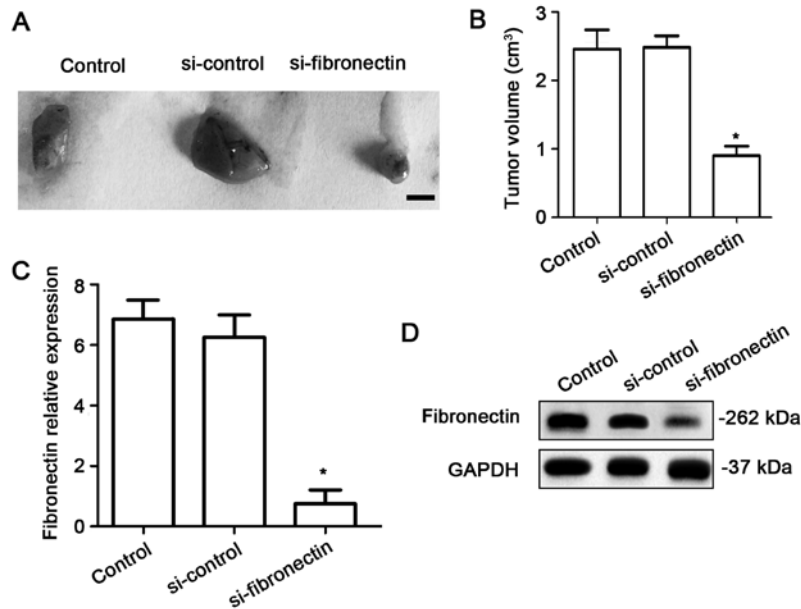 A
Control si-control si-fibronectin
B
Tumor volume (cm³)
3
2
1
0
*
Control
si-control
si-fibronectin
C
Fibronectin relative expression
8
6
4
2
0
*
Control
si-control
si-fibronectin
D
Control
si-control
si-fibronectin
Fibronectin -262 kDa
GAPDH -37 kDa